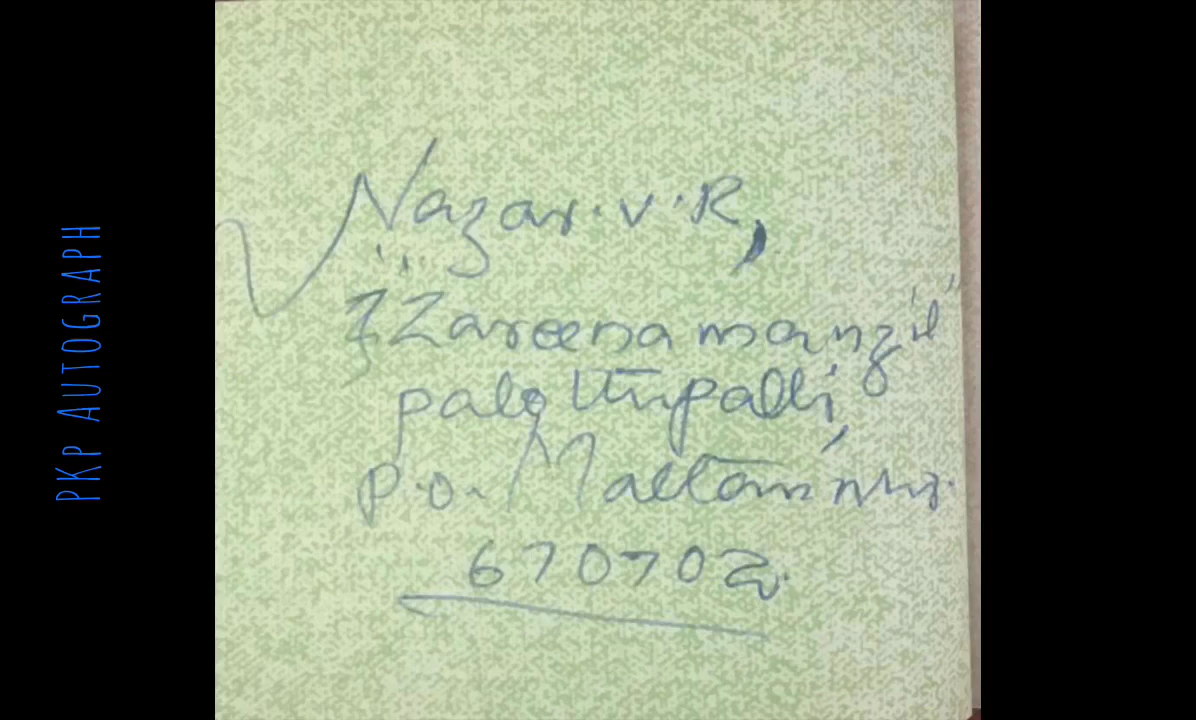 PKP AUTOGRAPH
Nazar.V.R,
Zareena manzil
palottupalli,
P.O. Mattannur.
670702.